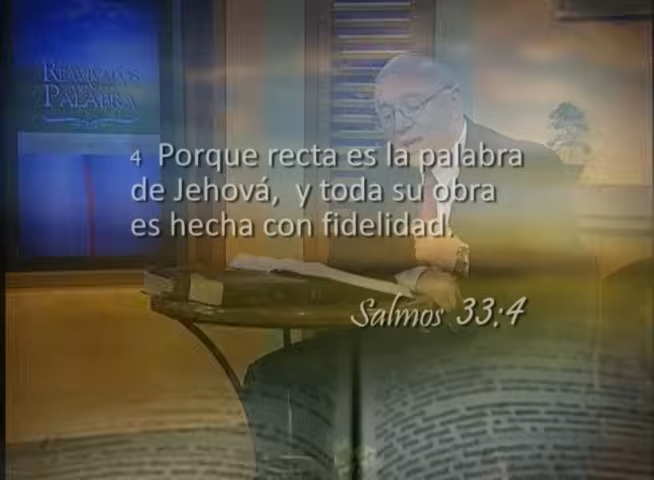 PALABRA
4 Porque recta es la palabra
de Jehová, y toda su obra
es hecha con fidelidad.
Salmos 33:4